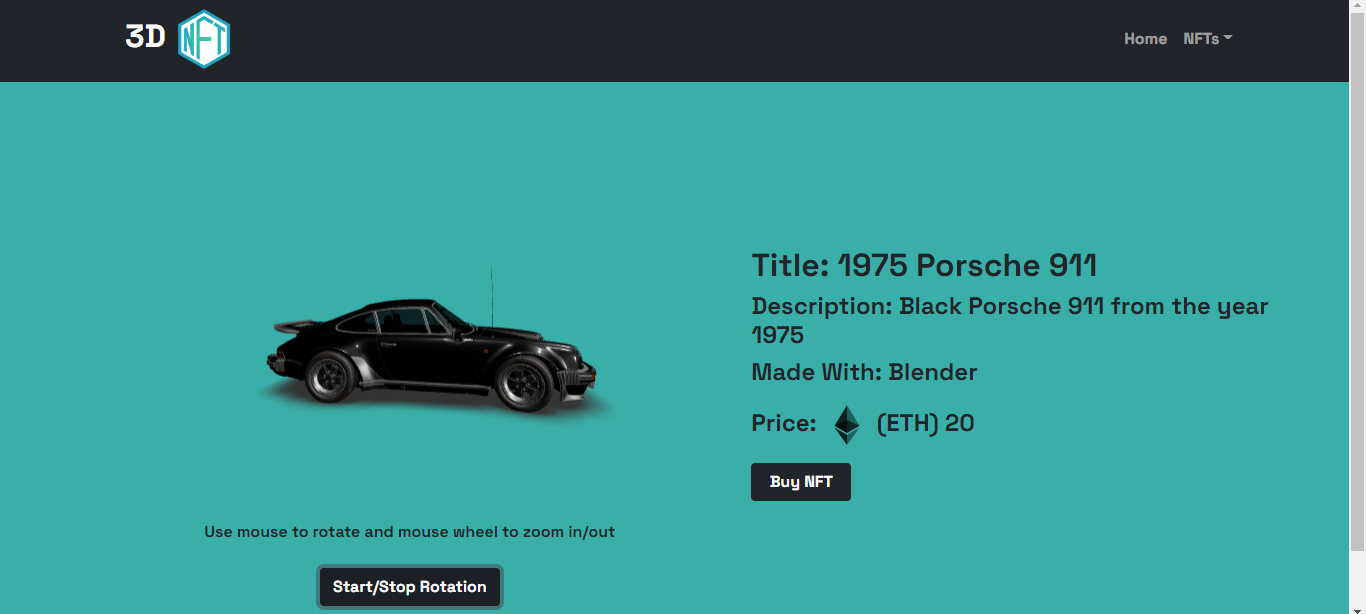 3D NFT
Home NFTs
Title: 1975 Porsche 911
Description: Black Porsche 911 from the year
1975
Made With: Blender
Price: (ETH) 20
Buy NFT
Use mouse to rotate and mouse wheel to zoom in/out
Start/Stop Rotation